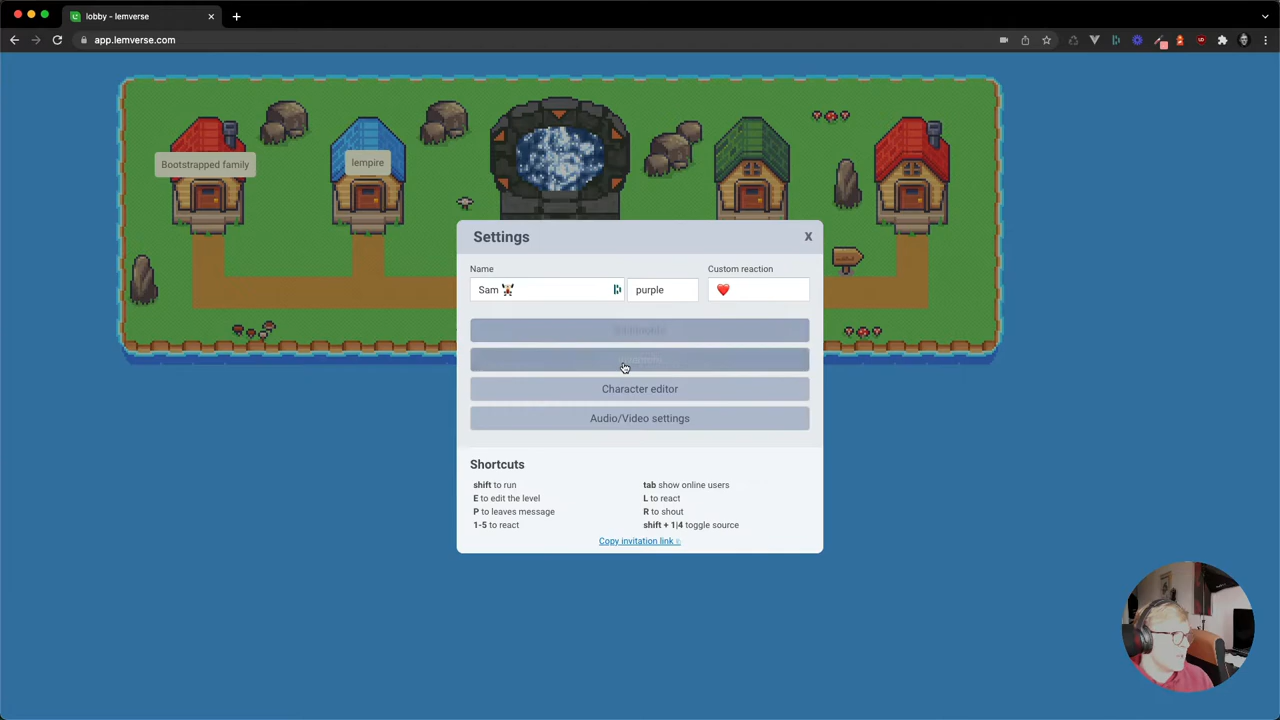 lobby - lemverse
app.lemverse.com
Bootstrapped family
lempire
Settings
X
Name
Custom reaction
Sam
purple
Character editor
Audio/Video settings
Shortcuts
shift to run
tab show online users
E to edit the level
L to react
P to leaves message
R to shout
1-5 to react
shift + 1|4 toggle source
Copy invitation link